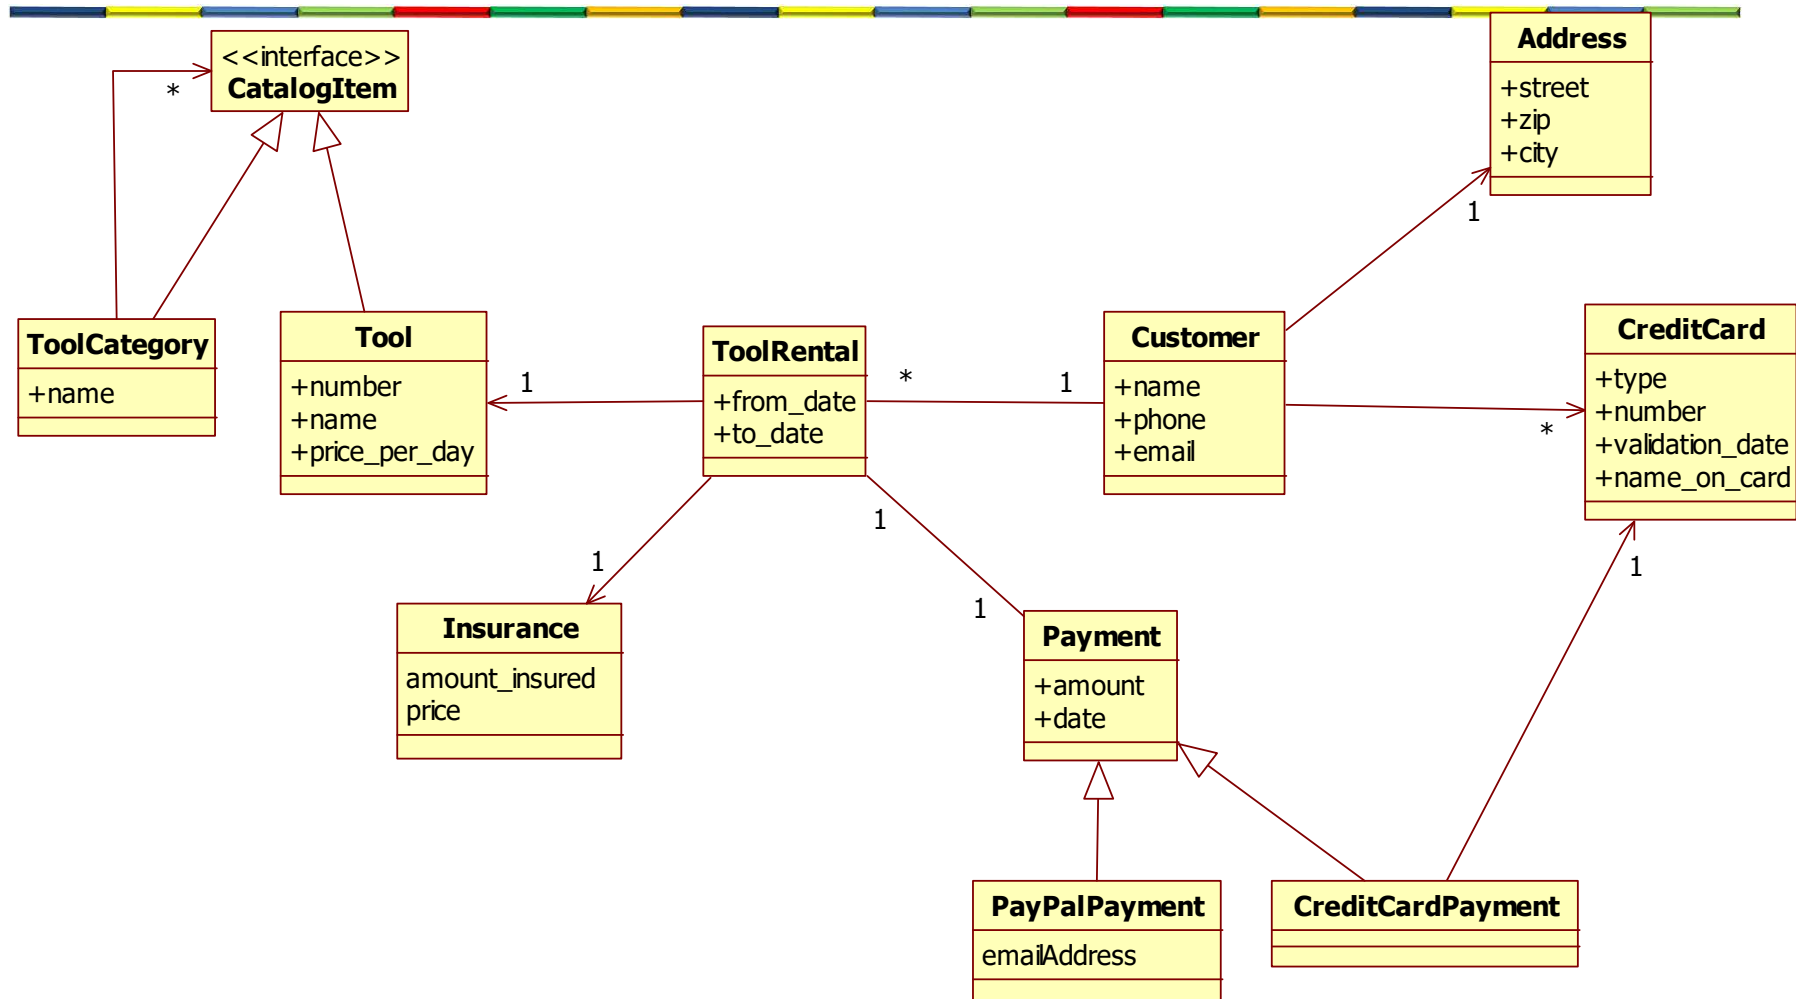 <<interface>>
CatalogItem
*
Address
+street
+zip
+city
1
ToolCategory
+name
Tool
+number
+name
+price_per_day
1
ToolRental
+from_date
+to_date
*
1
Customer
+name
+phone
+email
CreditCard
+type
+number
+validation_date
+name_on_card
*
1
1
1
1
Insurance
amount_insured
price
Payment
+amount
+date
PayPalPayment
emailAddress
CreditCardPayment